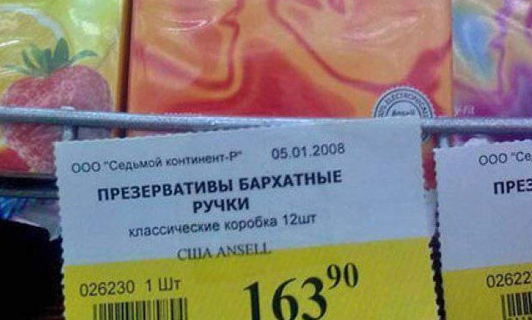 ООО "Седьмой континент-Р" 05.01.2008
ПРЕЗЕРВАТИВЫ БАРХАТНЫЕ
РУЧКИ
классические коробка 12шт
США ANSELL
026230 1 Шт
163 90
ООО "Се
ПРЕЗ
02622